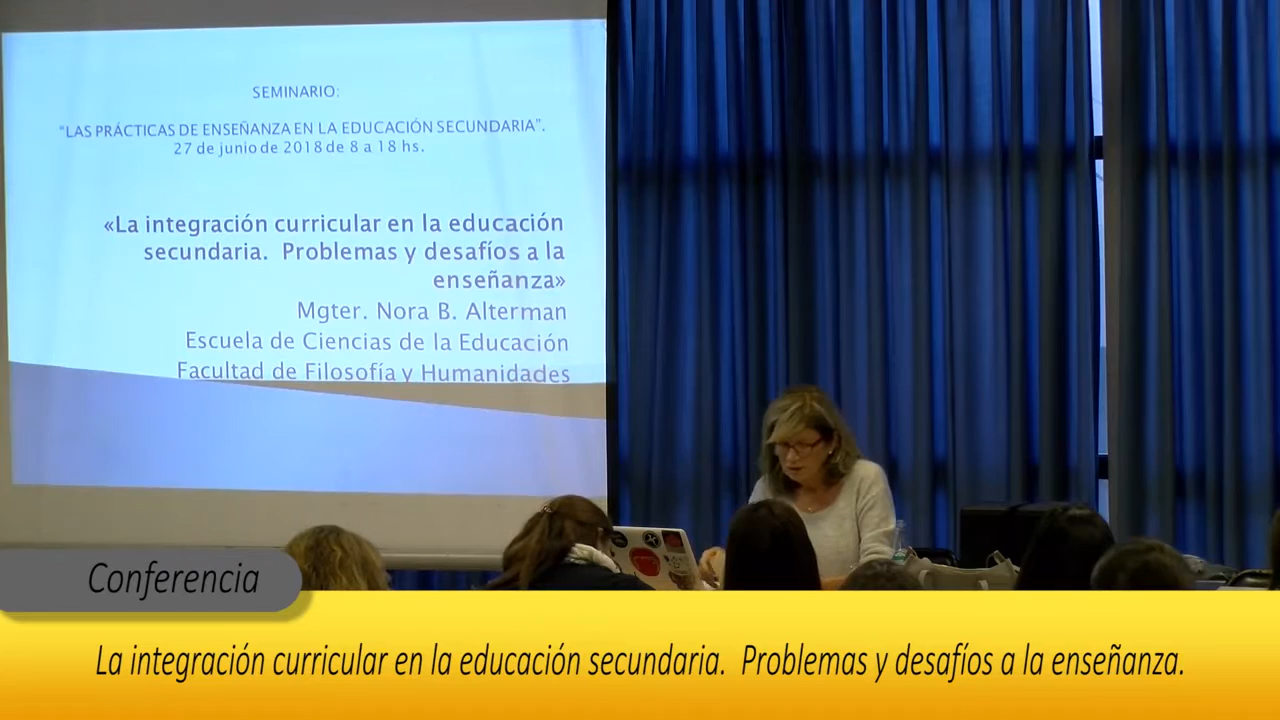 SEMINARIO:
"LAS PRÁCTICAS DE ENSEÑANZA EN LA EDUCACIÓN SECUNDARIA".
27 de junio de 2018 de 8 a 18 hs.
«La integración curricular en la educación
secundaria. Problemas y desafíos a la
enseñanza»
Mgter. Nora B. Alterman
Escuela de Ciencias de la Educación
Facultad de Filosofía y Humanidades
Conferencia
La integración curricular en la educación secundaria. Problemas y desafíos a la enseñanza.